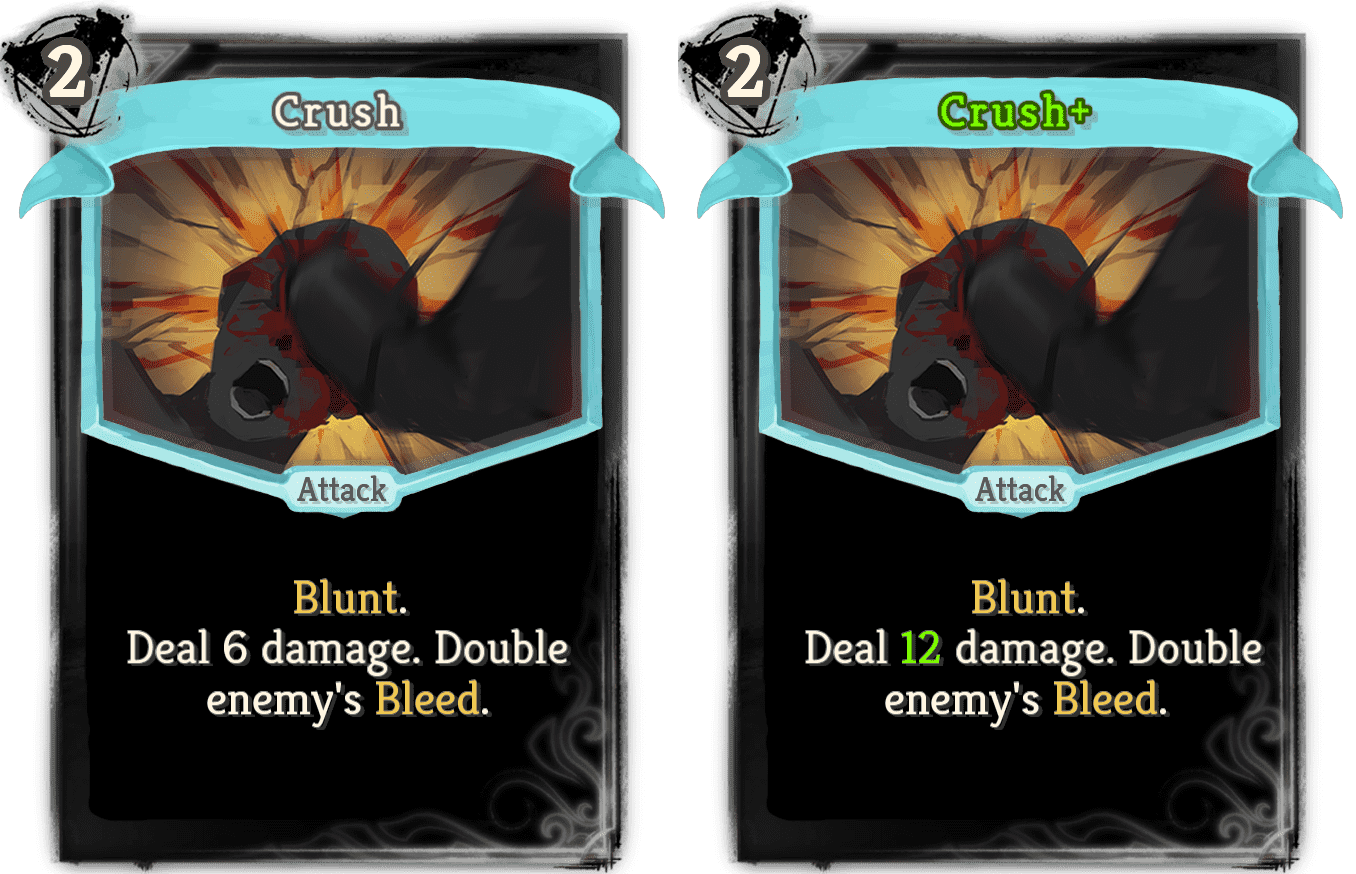 2
Crush
Attack
Blunt.
Deal 6 damage. Double
enemy's Bleed.
2
Crush+
Attack
Blunt.
Deal 12 damage. Double
enemy's Bleed.